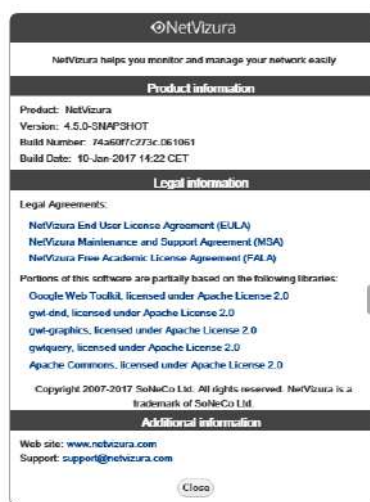 NetVizura
NetVizura helps you monitor and manage your network easily
Product information
Product: NetVizura
Version: 4.5.0-SNAPSHOT
Build Number: 74a60f7c273c.061061
Build Date: 10-Jan-2017 14:22 CET
Legal information
Legal Agreements:
NetVizura End User License Agreement (EULA)
NetVizura Maintenance and Support Agreement (MSA)
NetVizura Free Academic License Agreement (FALA)
Portions of this software are partially based on the following libraries:
Google Web Toolkit, licensed under Apache License 2.0
gwt-dnd, licensed under Apache License 2.0
gwt-graphics, licensed under Apache License 2.0
gwtquery, licensed under Apache License 2.0
Apache Commons, licensed under Apache License 2.0
Copyright 2007-2017 SoNeCo Ltd. All rights reserved. NetVizura is a
trademark of SoNeCo Ltd.
Additional information
Web site: www.netvizura.com
Support: support@netvizura.com
Close